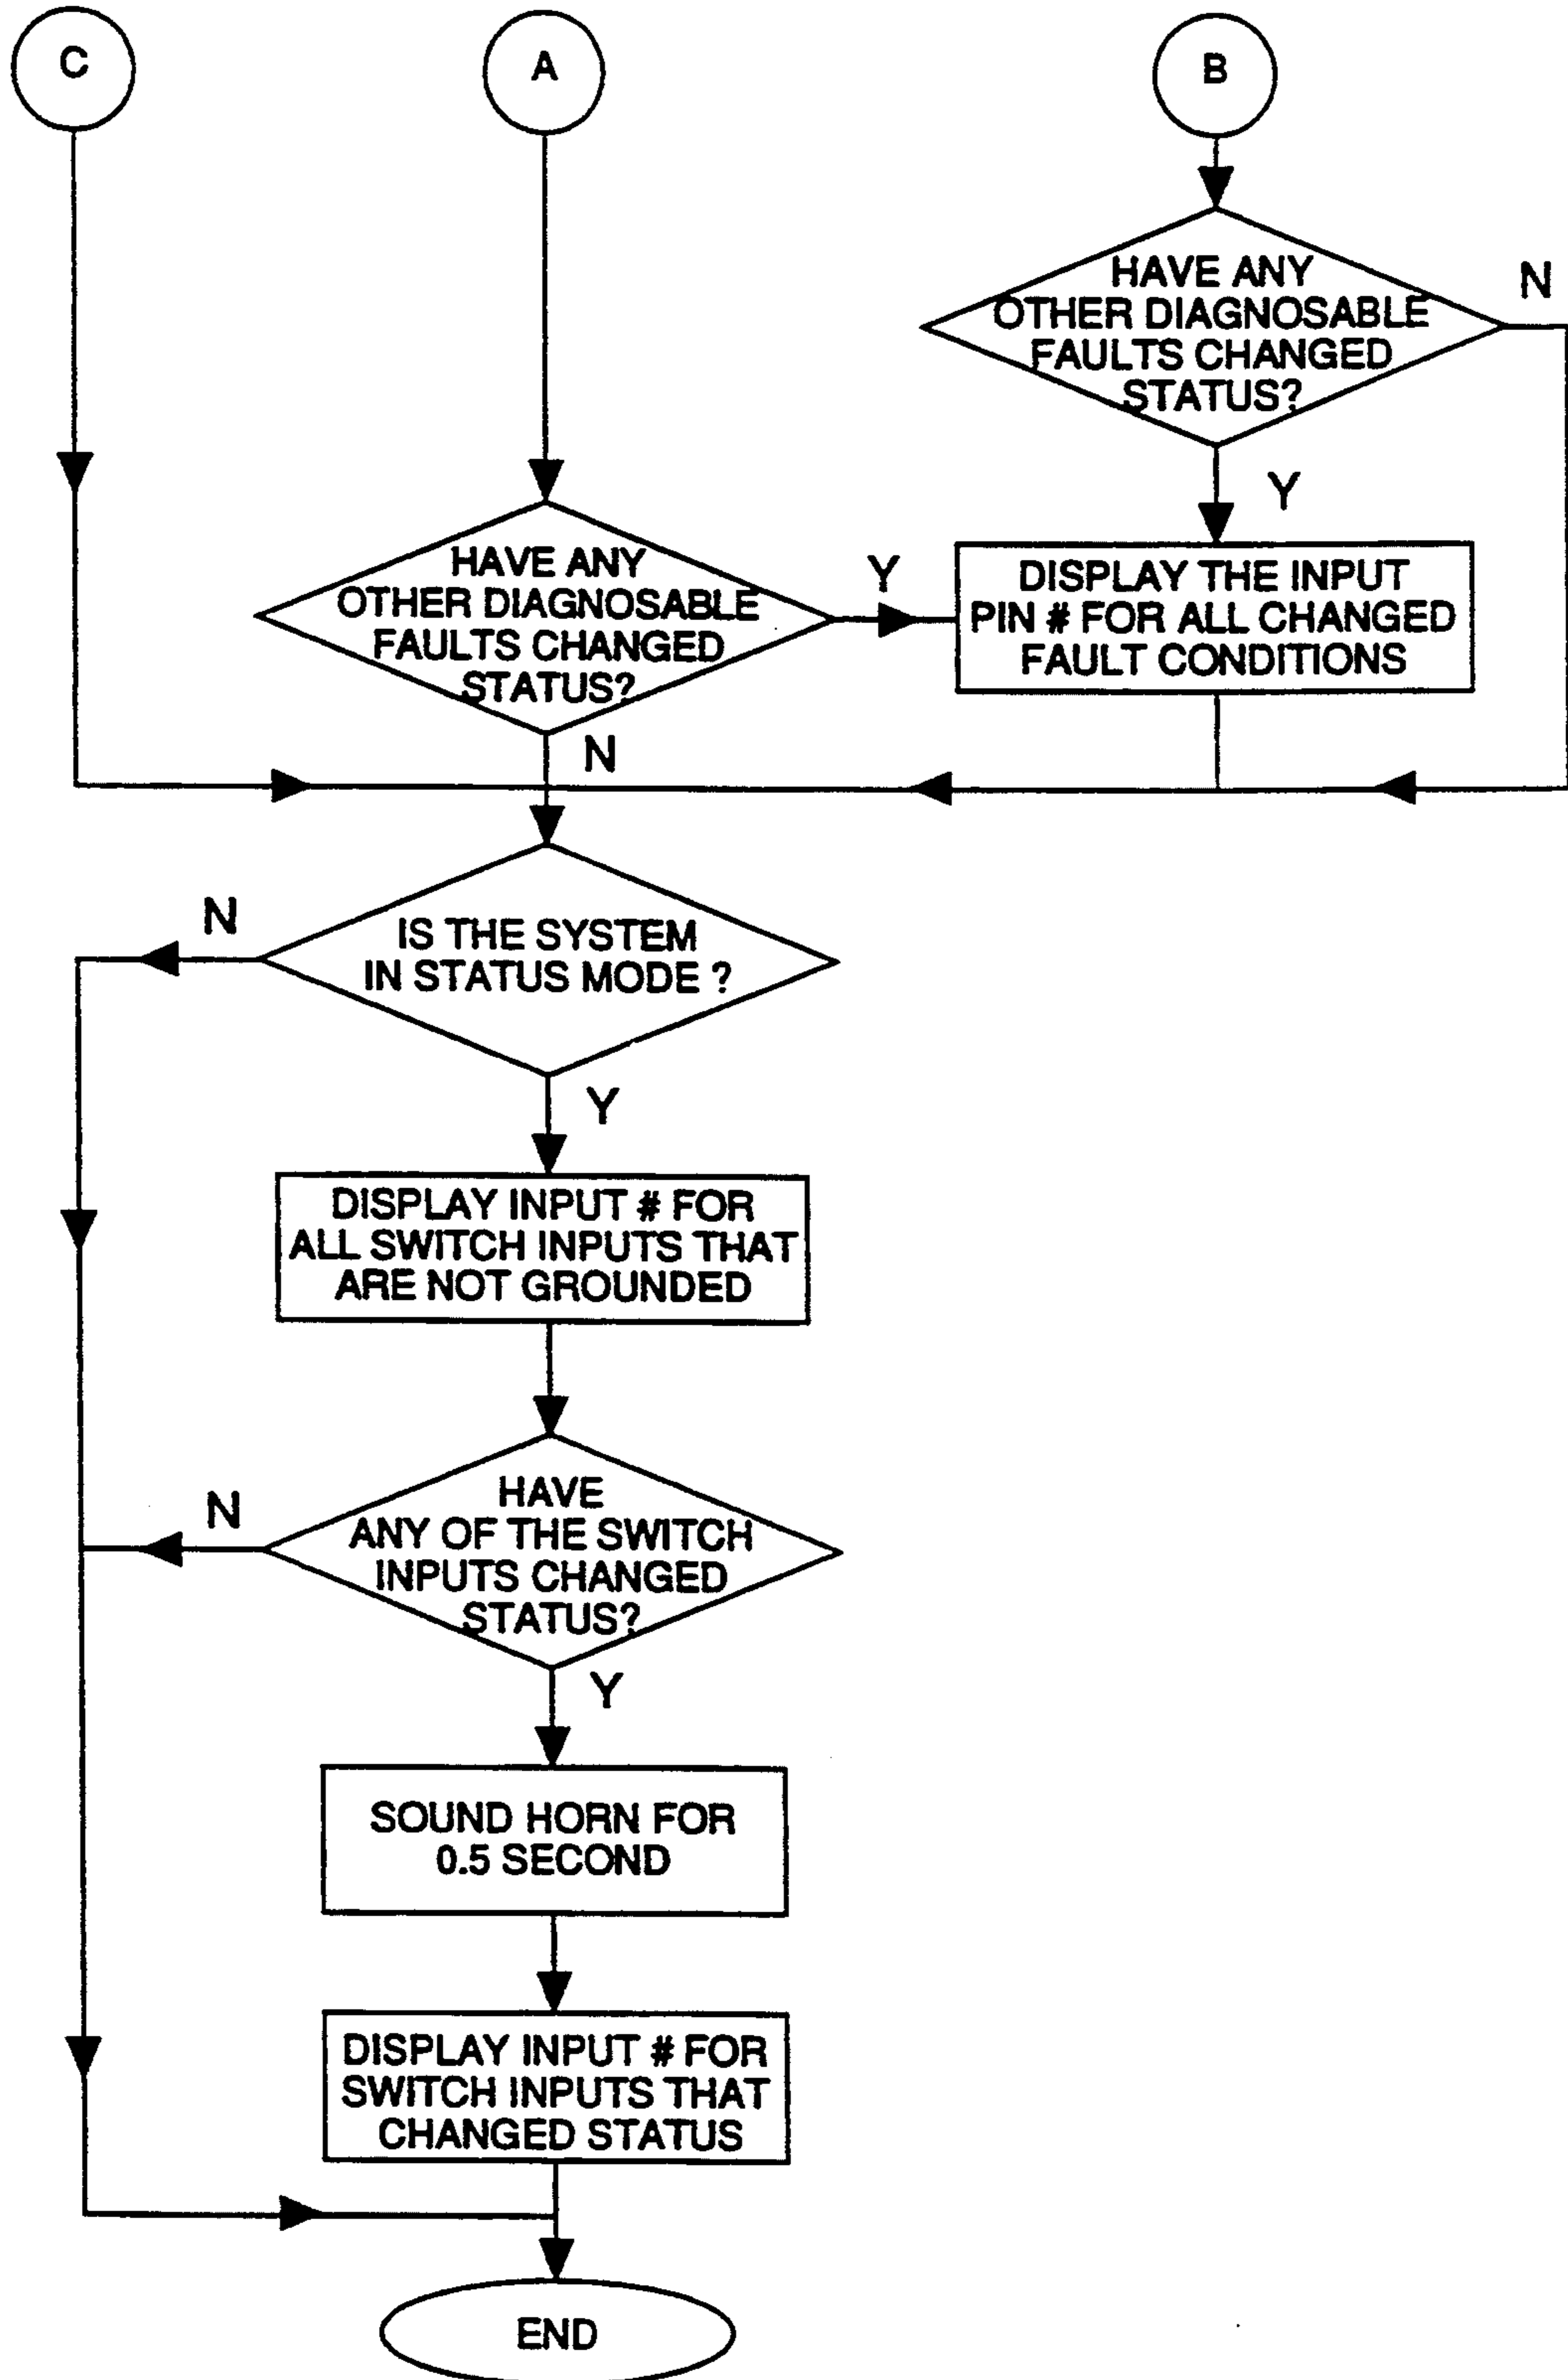 C
A
B
HAVE ANY
OTHER DIAGNOSABLE
FAULTS CHANGED
STATUS?
N
Y
HAVE ANY
OTHER DIAGNOSABLE
FAULTS CHANGED
STATUS?
Y
DISPLAY THE INPUT
PIN # FOR ALL CHANGED
FAULT CONDITIONS
N
IS THE SYSTEM
IN STATUS MODE ?
N
Y
DISPLAY INPUT # FOR
ALL SWITCH INPUTS THAT
ARE NOT GROUNDED
HAVE
ANY OF THE SWITCH
INPUTS CHANGED
STATUS?
N
Y
SOUND HORN FOR
0.5 SECOND
DISPLAY INPUT # FOR
SWITCH INPUTS THAT
CHANGED STATUS
END